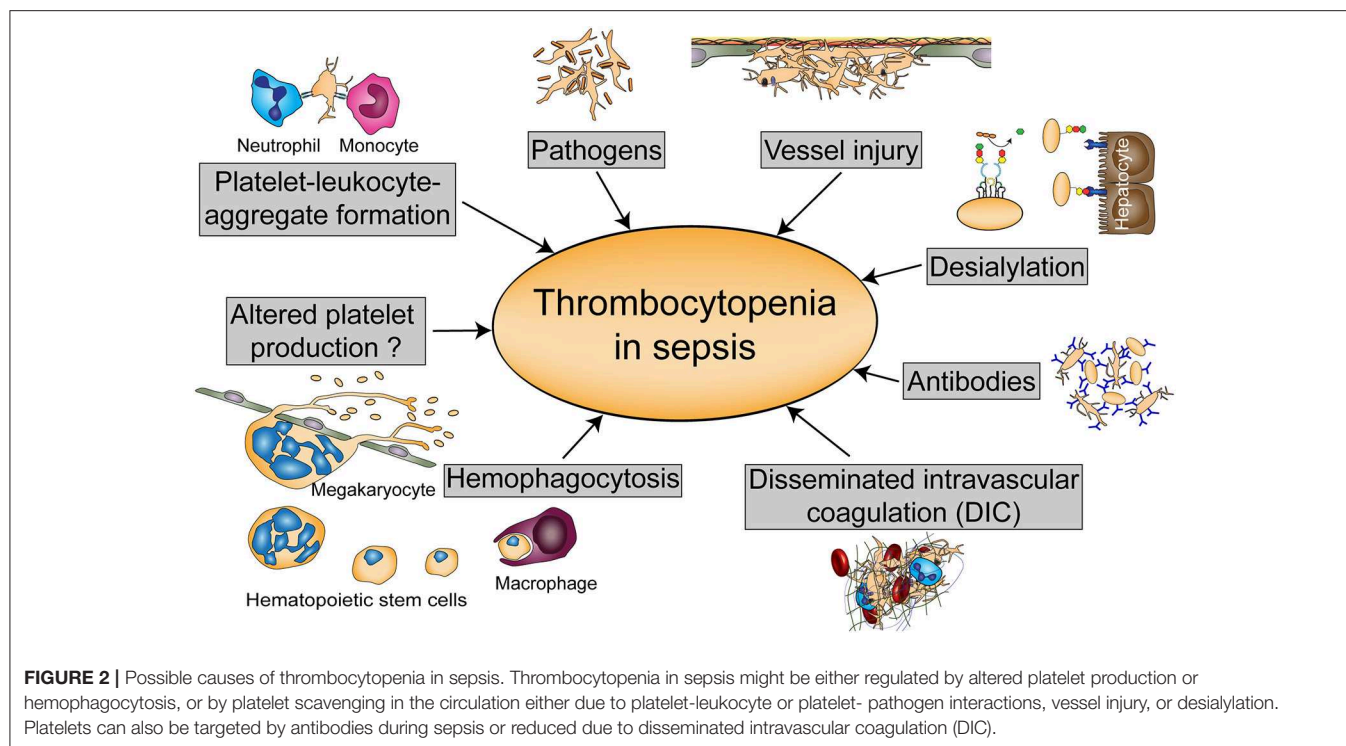 Neutrophil Monocyte
Platelet-leukocyte-
aggregate formation
Pathogens
Vessel injury
Hepatocyte
Desialylation
Thrombocytopenia
in sepsis
Altered platelet
production ?
Antibodies
Megakaryocyte
Hemophagocytosis
Disseminated intravascular
coagulation (DIC)
Macrophage
Hematopoietic stem cells
FIGURE 2 | Possible causes of thrombocytopenia in sepsis. Thrombocytopenia in sepsis might be either regulated by altered platelet production or
hemophagocytosis, or by platelet scavenging in the circulation either due to platelet-leukocyte or platelet- pathogen interactions, vessel injury, or desialylation.
Platelets can also be targeted by antibodies during sepsis or reduced due to disseminated intravascular coagulation (DIC).